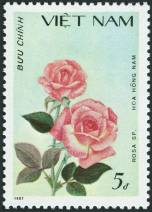 VIỆT NAM
BƯU CHÍNH
ROSA SP. HOA HỒNG NAM
5đ
1987